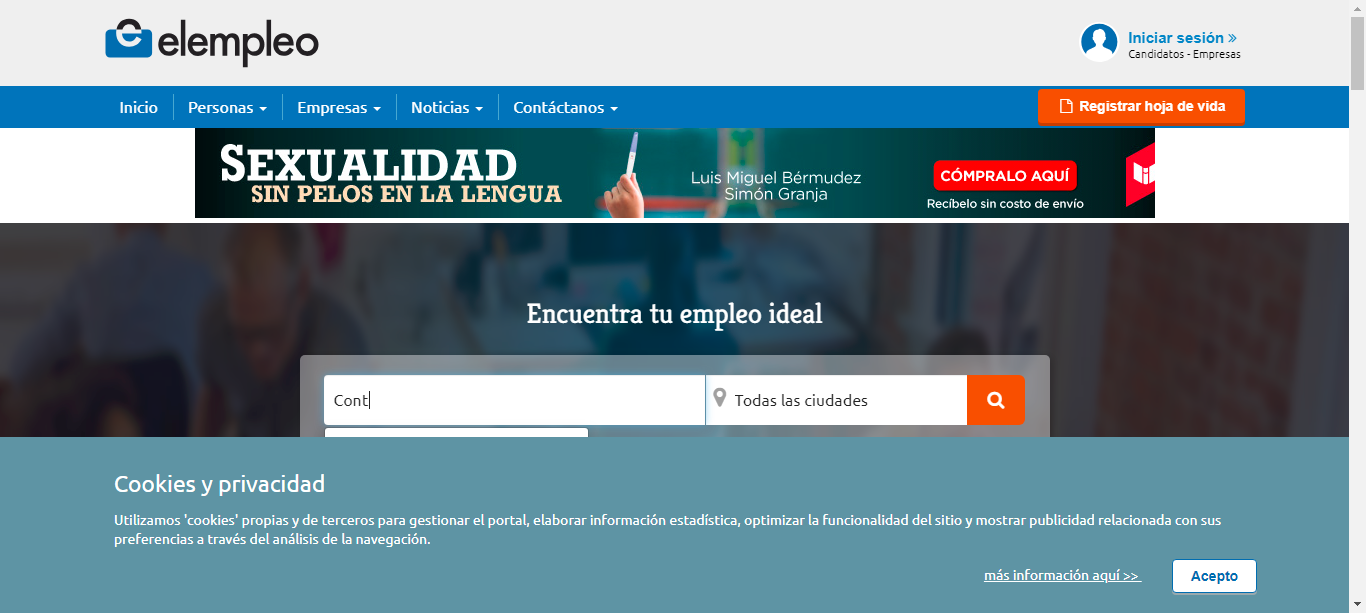 elempleo
Iniciar sesión »
Candidatos - Empresas
Inicio
Personas
Empresas
Noticias
Contáctanos
Registrar hoja de vida
SEXUALIDAD
SIN PELOS EN LA LENGUA
Luis Miguel Bérmudez
Simón Granja
CÓMPRALO AQUÍ
Recíbelo sin costo de envío
Encuentra tu empleo ideal
Cont
Todas las ciudades
Cookies y privacidad
Utilizamos 'cookies' propias y de terceros para gestionar el portal, elaborar información estadística, optimizar la funcionalidad del sitio y mostrar publicidad relacionada con sus
preferencias a través del análisis de la navegación.
más información aquí >>
Acepto